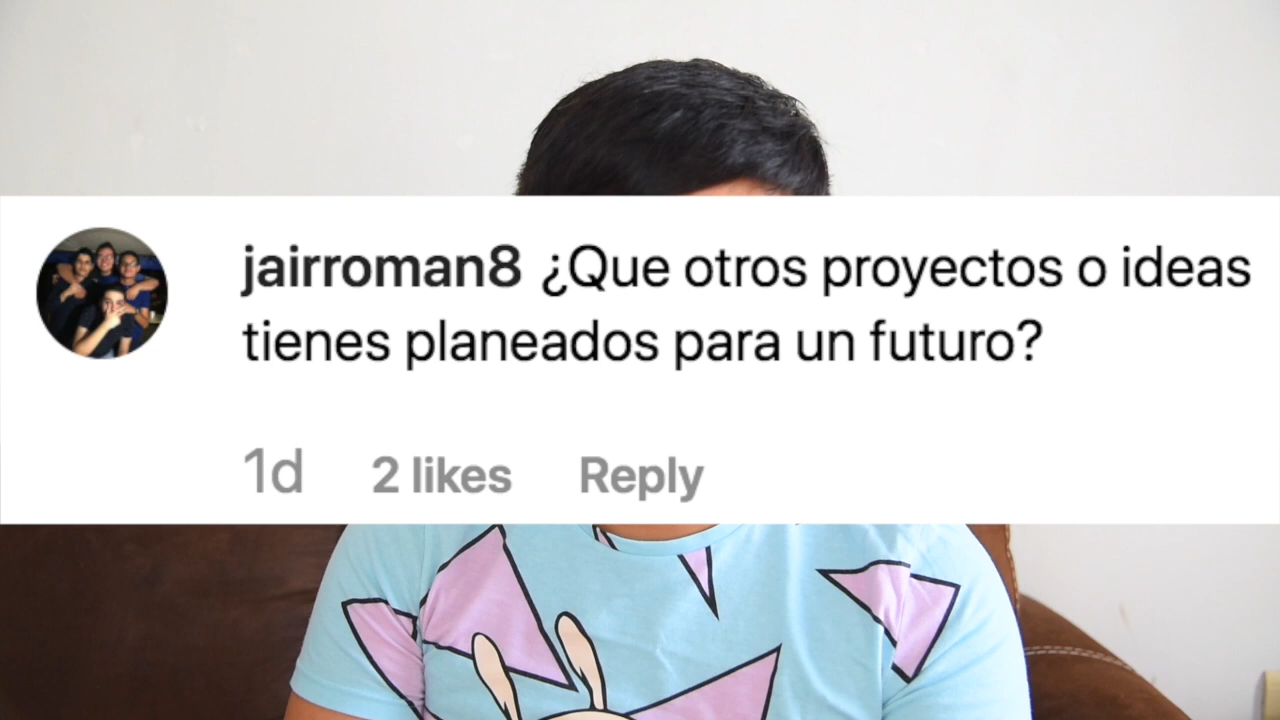 jairroman8 ¿Que otros proyectos o ideas
tienes planeados para un futuro?
1d 2 likes Reply